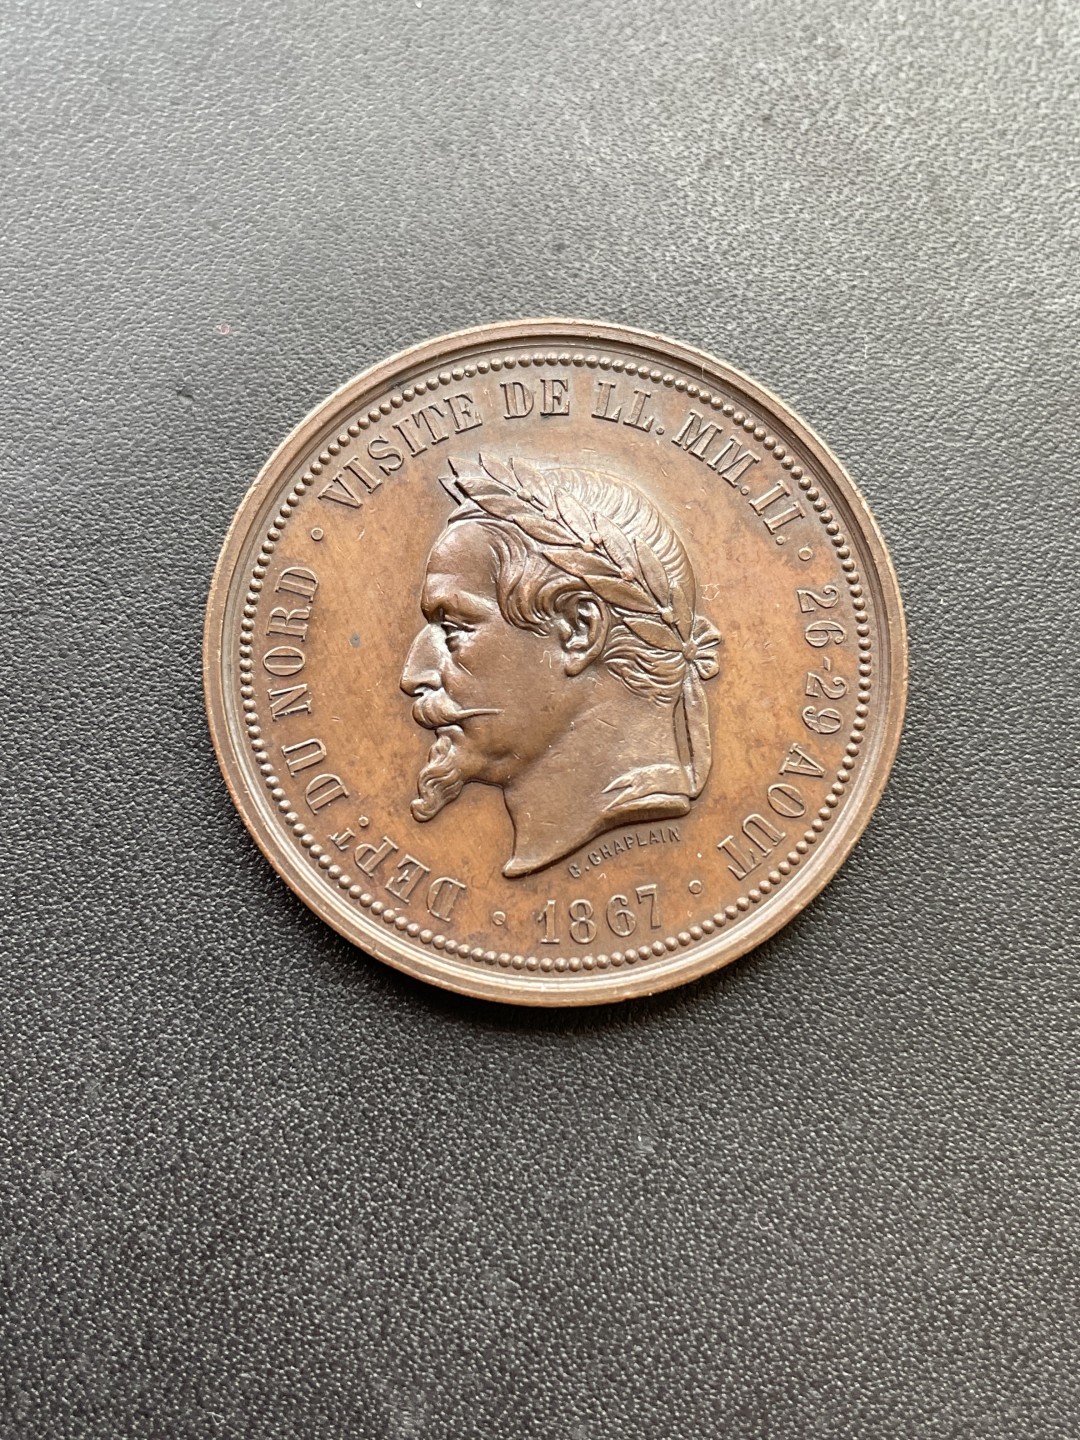 DEPT. DU NORD · VISITE DE LL. MM. II. · 26-29 AOUT · 1867 ·
C. CHAPLAIN